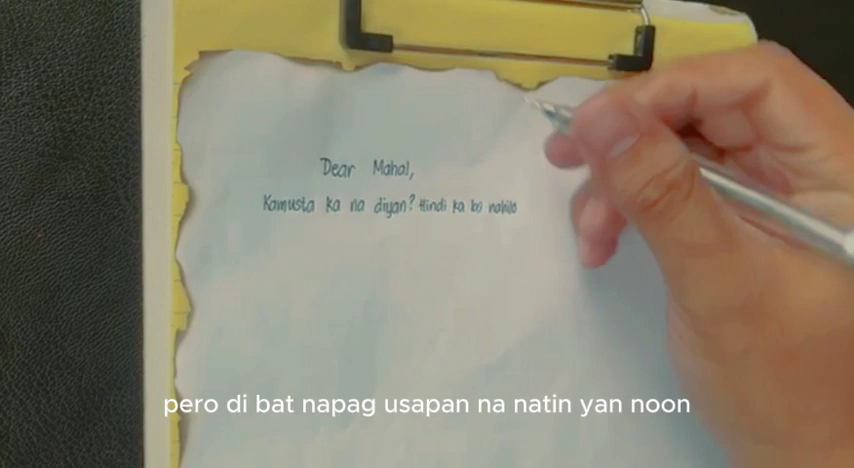 Dear Mahal,
Kamusta ka na diyan? Hindi ka ba nahilo
pero di bat napag usapan na natin yan noon